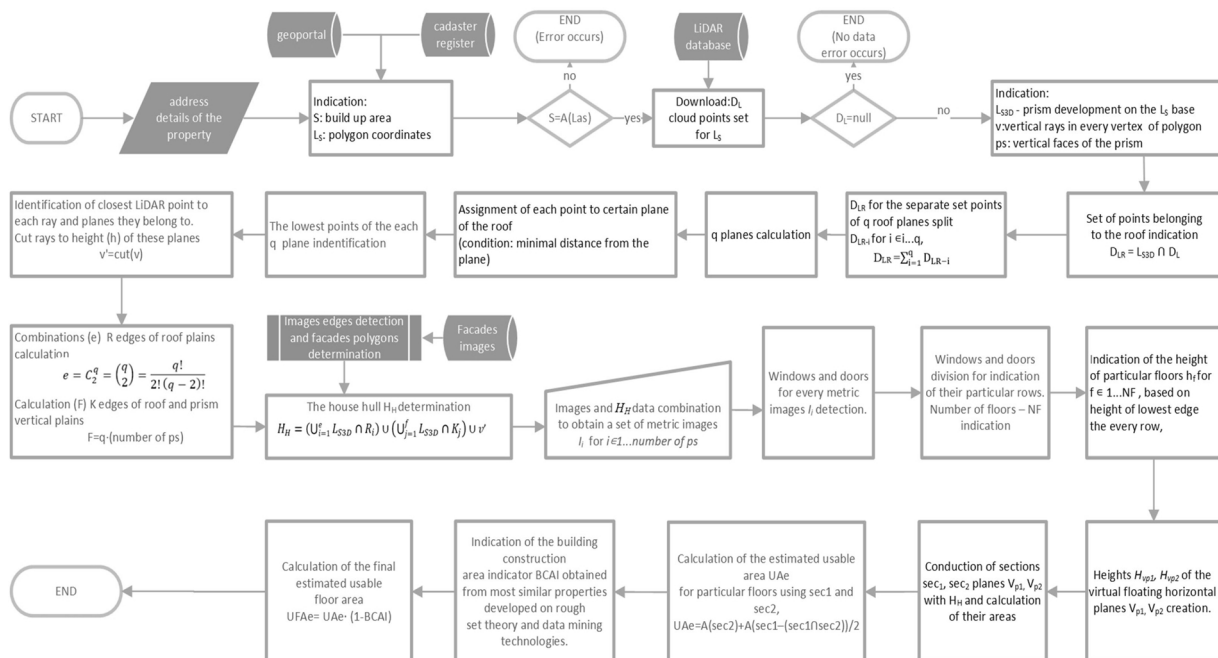 geoportal
cadaster
register
END
(Error occurs)
LiDAR
database
END
(No data
error occurs)
START
address
details of the
property
Indication:
S: build up area
LS: polygon coordinates
no
S=A(Las)
yes
Download:DL
cloud points set
for LS
yes
DL=null
no
Indication:
LS3D - prism development on the LS base
v:vertical rays in every vertex of polygon
ps: vertical faces of the prism
Identification of closest LiDAR point to
each ray and planes they belong to.
Cut rays to height (h) of these planes
v'=cut(v)
The lowest points of the each
q plane indentification
Assignment of each point to certain plane
of the roof
(condition: minimal distance from the
plane)
q planes calculation
DLR for the separate set points
of q roof planes split
DLR-i for i ∈i...q,
DLR =∑_{i=1}^{q} DLR−i
Set of points belonging
to the roof indication
DLR = LS3D ∩ DL
Combinations (e) R edges of roof plains
calculation
e = C_2^q = (q 2) = q! / 2! (q − 2)!
Calculation (F) K edges of roof and prism
vertical plains
F=q·(number of ps)
Images edges detection
and facades polygons
determination
Facades
images
The house hull HH determination
HH = (⋃_{i=1}^{e} LS3D ∩ Ri) ∪ (⋃_{j=1}^{f} LS3D ∩ Kj) ∪ v'
Images and HH data combination
to obtain a set of metric images
Ii for i∈1...number of ps
Windows and doors
for every metric
images Ii detection.
Windows and doors
division for indication
of their particular rows.
Number of floors – NF
indication
Indication of the height
of particular floors hf for
f ∈ 1...NF , based on
height of lowest edge
the every row,
END
Calculation of the final
estimated usable
floor area
UFAe= UAe· (1-BCAI)
Indication of the building
construction
area indicator BCAI obtained
from most similar properties
developed on rough
set theory and data mining
technologies.
Calculation of the estimated usable
area UAe
for particular floors using sec1 and
sec2,
UAe=A(sec2)+A(sec1–(sec1∩sec2))/2
Conduction of sections
sec1, sec2 planes Vp1, Vp2
with HH and calculation
of their areas
Heights Hvp1, Hvp2 of the
virtual floating horizontal
planes Vp1, Vp2 creation.